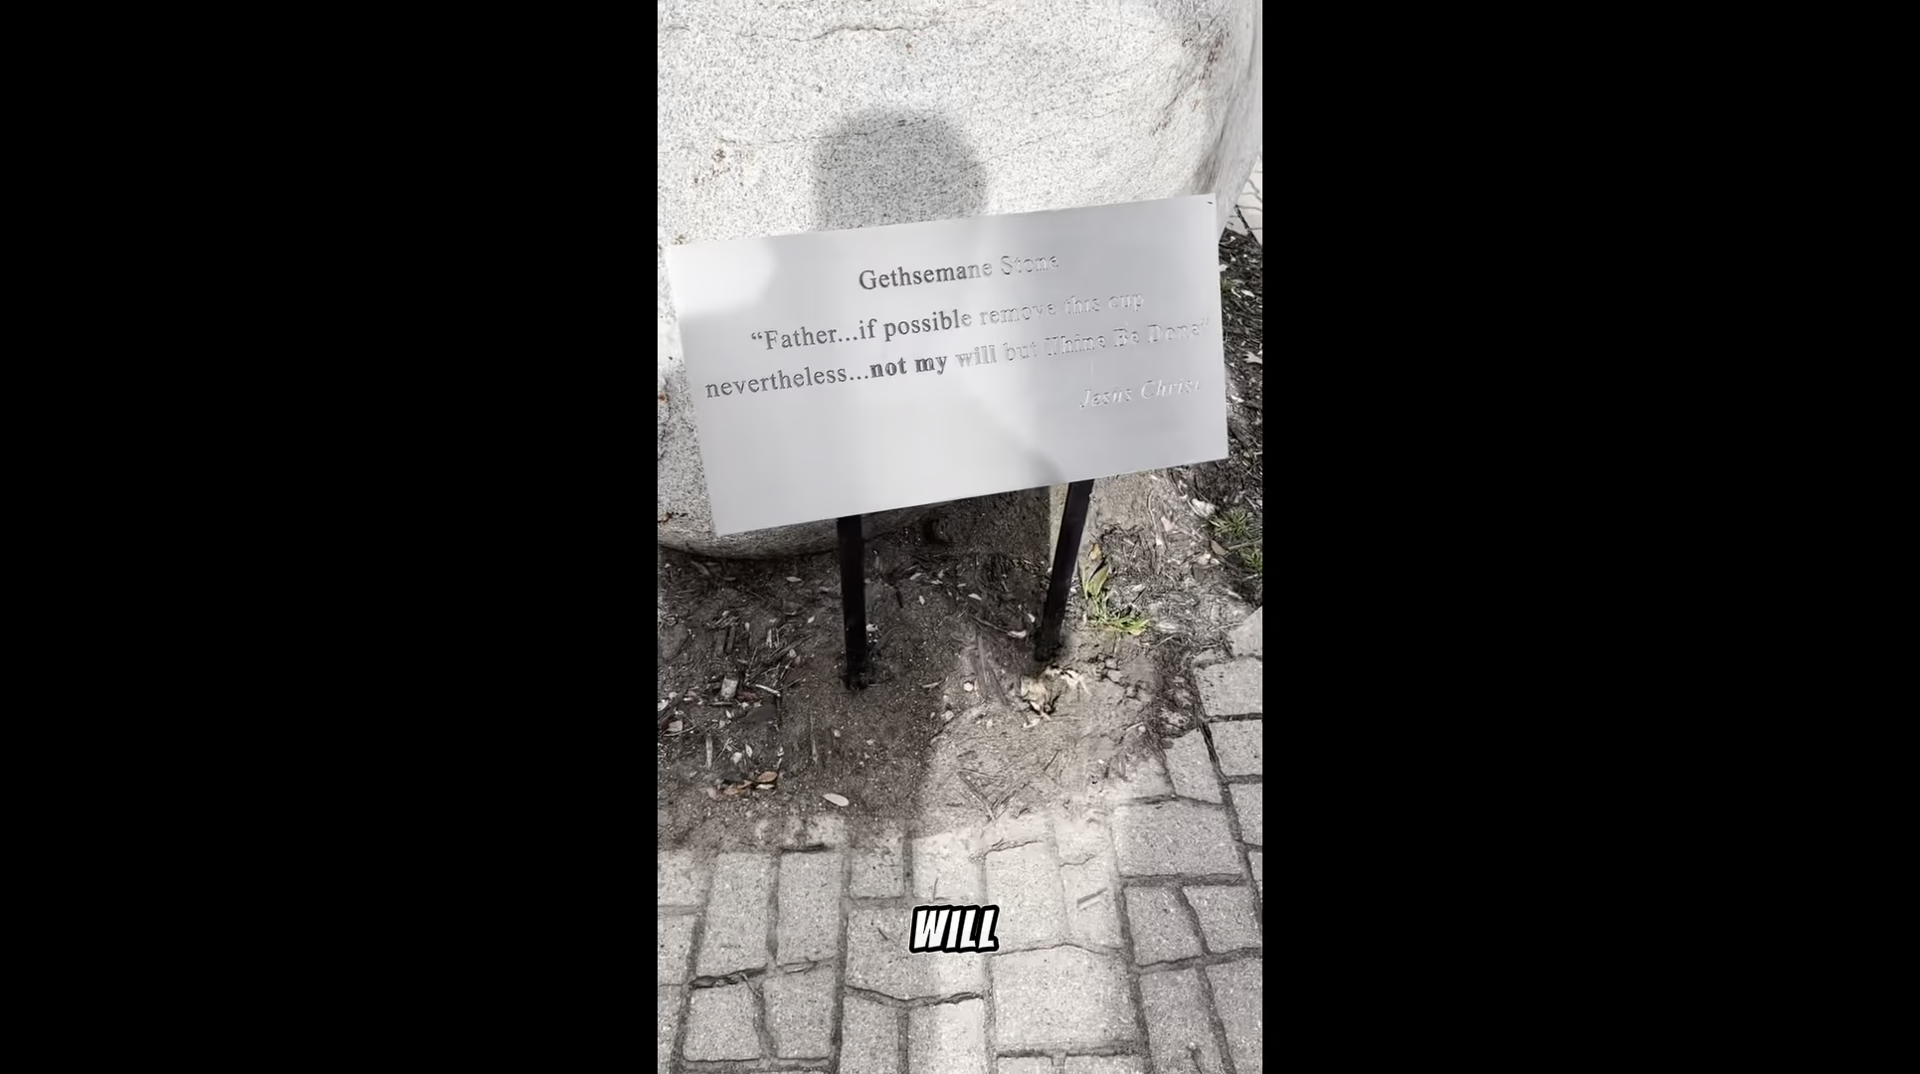 Gethsemane Stone
“Father...if possible remove this cup
nevertheless...not my will but Thine Be Done”
Jesus Christ
WILL